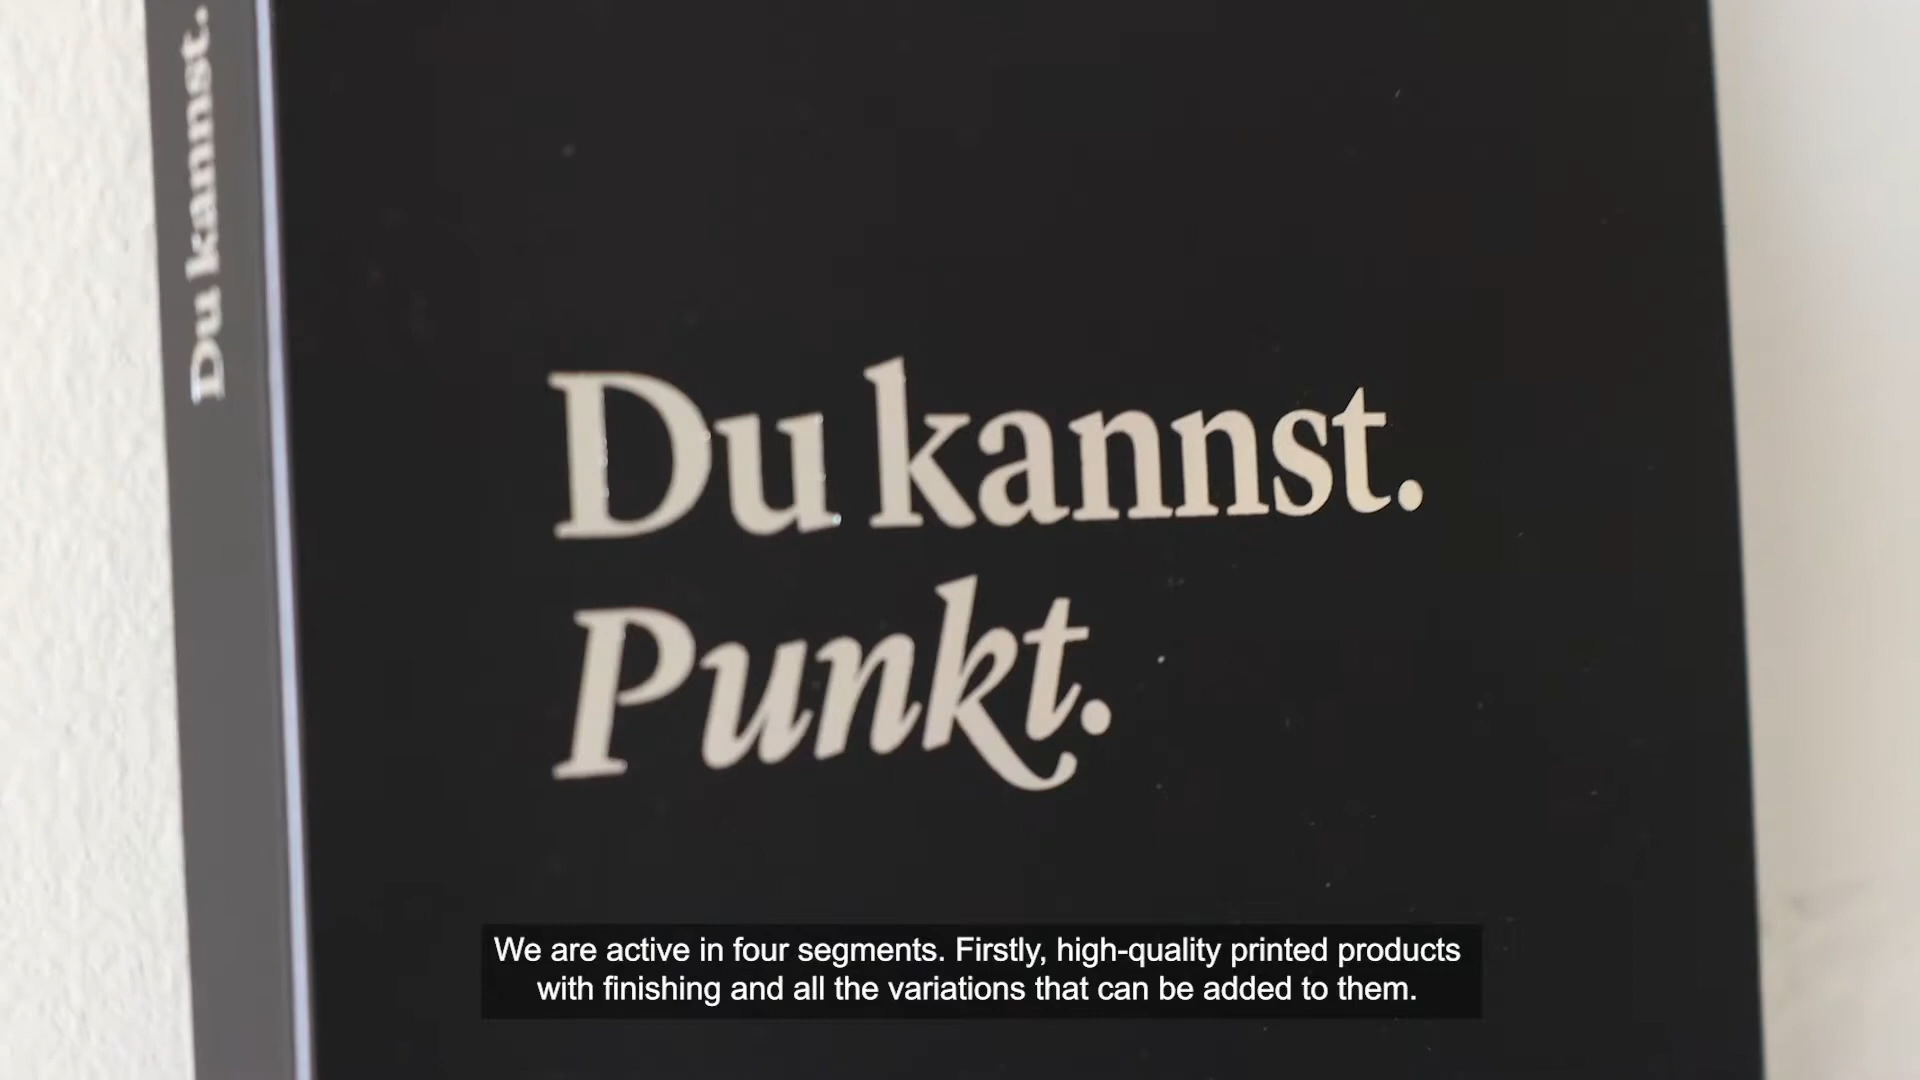 Du kannst.
Du kannst.
Punkt.
We are active in four segments. Firstly, high-quality printed products
with finishing and all the variations that can be added to them.